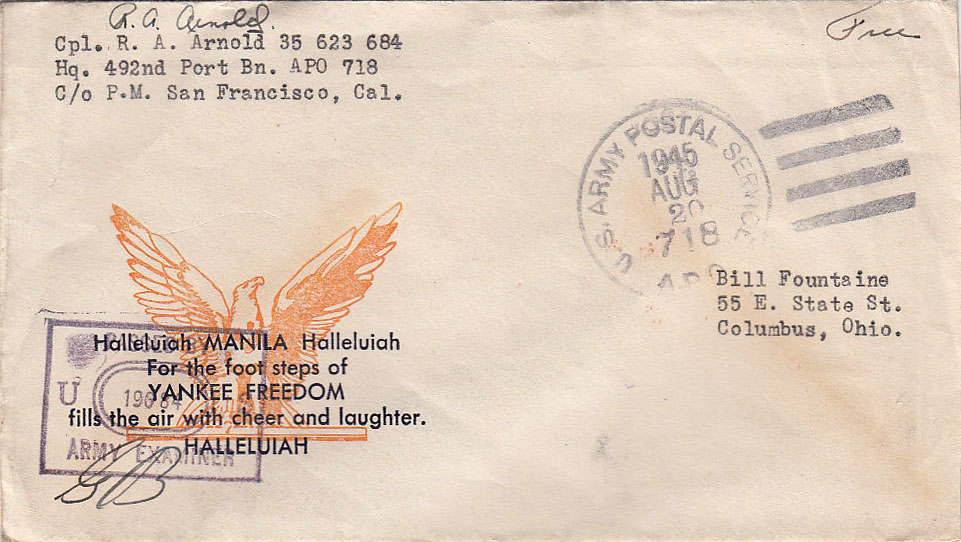 R. A. Arnold.
Cpl. R. A. Arnold 35 623 684
Hq. 492nd Port Bn. APO 718
C/o P.M. San Francisco, Cal.
Free
U.S. ARMY POSTAL SERVICE
1945
AUG
20
718
Bill Fountaine
55 E. State St.
Columbus, Ohio.
Halleluiah MANILA Halleluiah
For the foot steps of
YANKEE FREEDOM
fills the air with cheer and laughter.
HALLELUIAH
U
ARMY EXAMINER